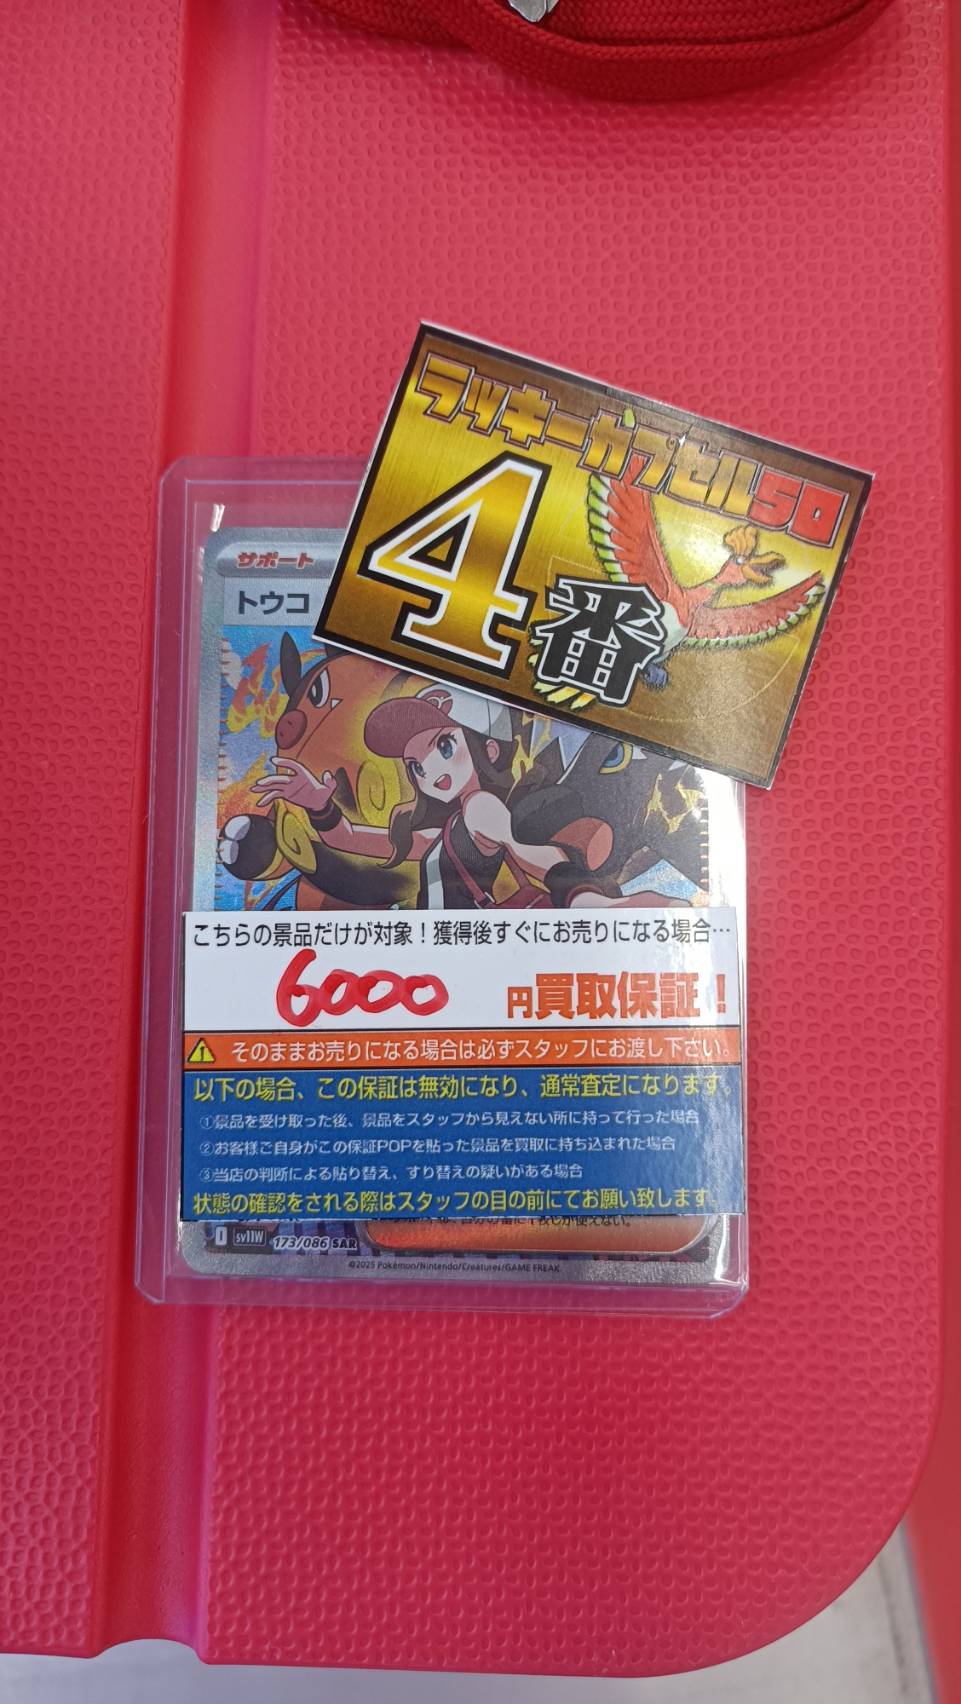 ラッキーカプセル50
4番
サポート
トウコ
こちらの景品だけが対象！獲得後すぐにお売りになる場合…
6000円買取保証！
そのままお売りになる場合は必ずスタッフにお渡し下さい。
以下の場合、この保証は無効になり、通常査定になります。
①景品を受け取った後、景品をスタッフから見えない所に持って行った場合
②お客様ご自身がこの保証POPを貼った景品を買取に持ち込まれた場合
③当店の判断による貼り替え、すり替えの疑いがある場合
状態の確認をされる際はスタッフの目の前にてお願い致します。
I sv11W 173/086 SAR
©2025 Pokémon/Nintendo/Creatures/GAME FREAK